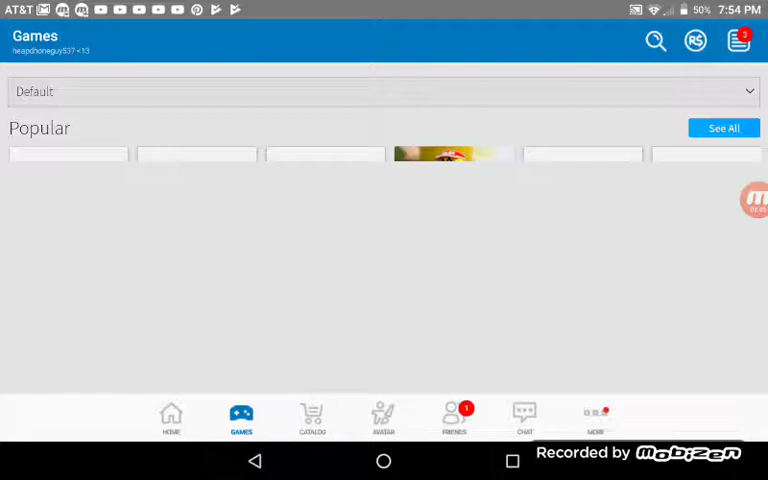 AT&T
50%
7:54 PM
Games
heapdhoneguy537 <13
R$
3
Default
Popular
See All
HOME
GAMES
CATALOG
AVATAR
1
FRIENDS
CHAT
MORE
Recorded by mobizen